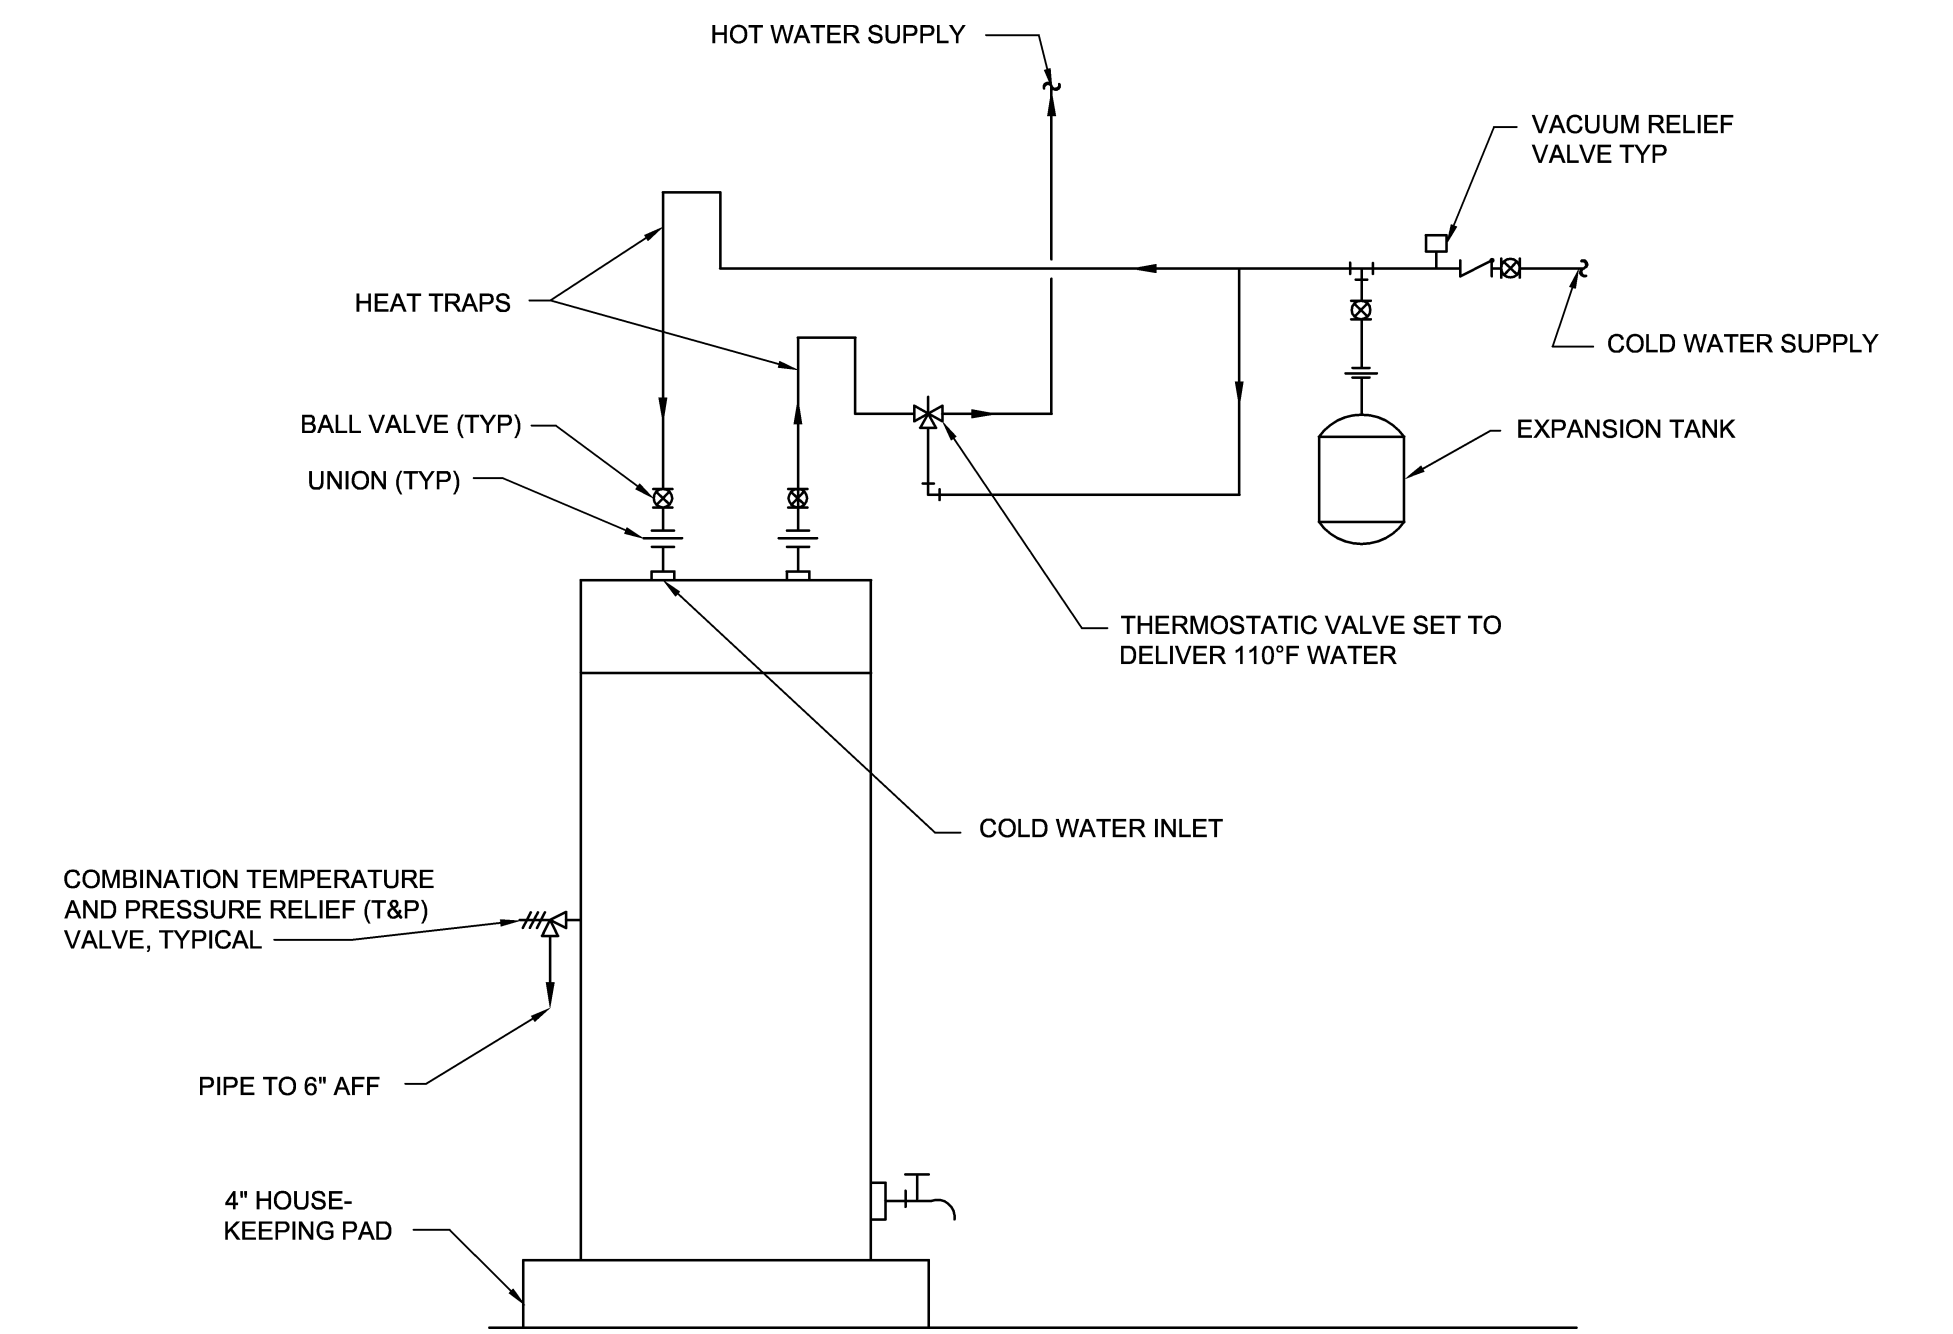 HOT WATER SUPPLY
VACUUM RELIEF
VALVE TYP
HEAT TRAPS
COLD WATER SUPPLY
BALL VALVE (TYP)
EXPANSION TANK
UNION (TYP)
THERMOSTATIC VALVE SET TO
DELIVER 110°F WATER
COLD WATER INLET
COMBINATION TEMPERATURE
AND PRESSURE RELIEF (T&P)
VALVE, TYPICAL
PIPE TO 6" AFF
4" HOUSE-
KEEPING PAD